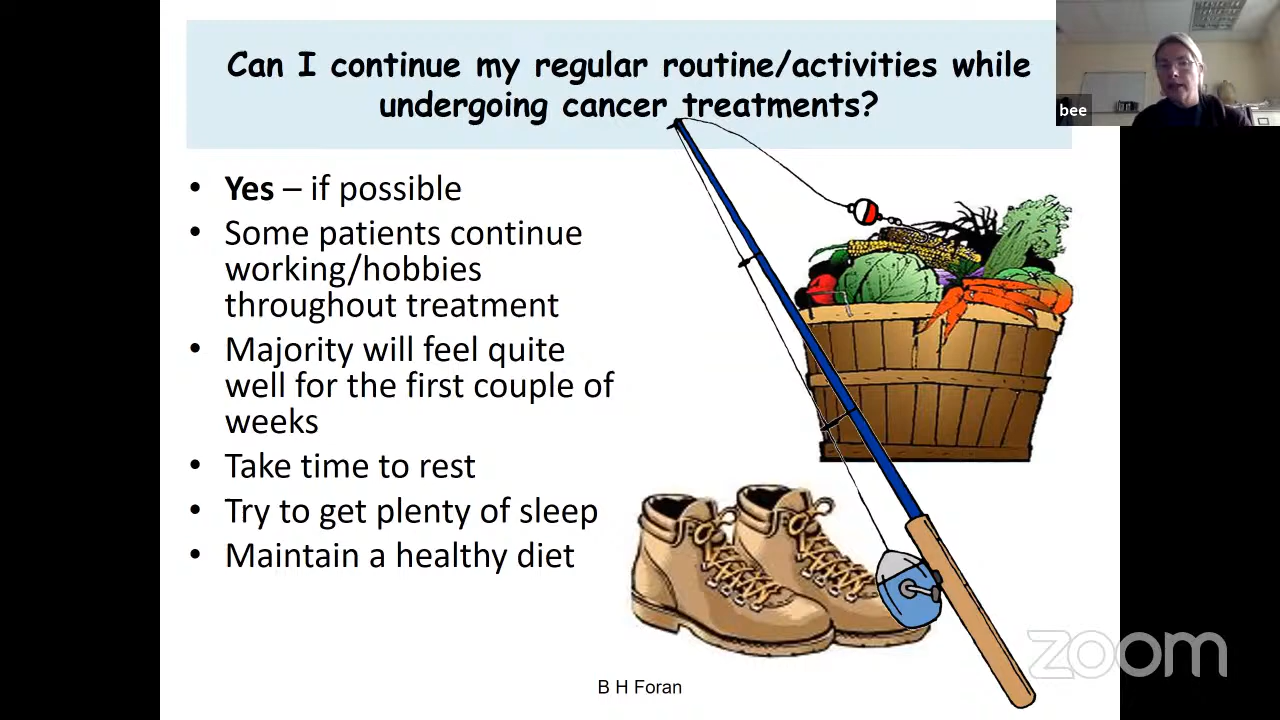 Can I continue my regular routine/activities while
undergoing cancer treatments?
bee
• Yes – if possible
• Some patients continue
working/hobbies
throughout treatment
• Majority will feel quite
well for the first couple of
weeks
• Take time to rest
• Try to get plenty of sleep
• Maintain a healthy diet
B H Foran
zoom